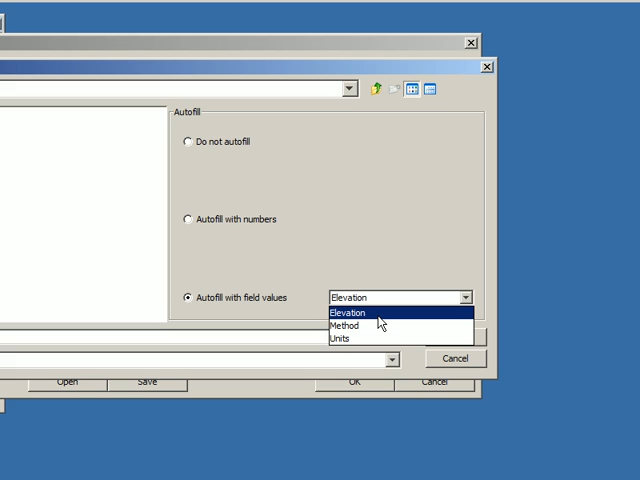 Autofill
Do not autofill
Autofill with numbers
Autofill with field values
Elevation
Elevation
Method
Units
Cancel
Open
Save
OK
Cancel